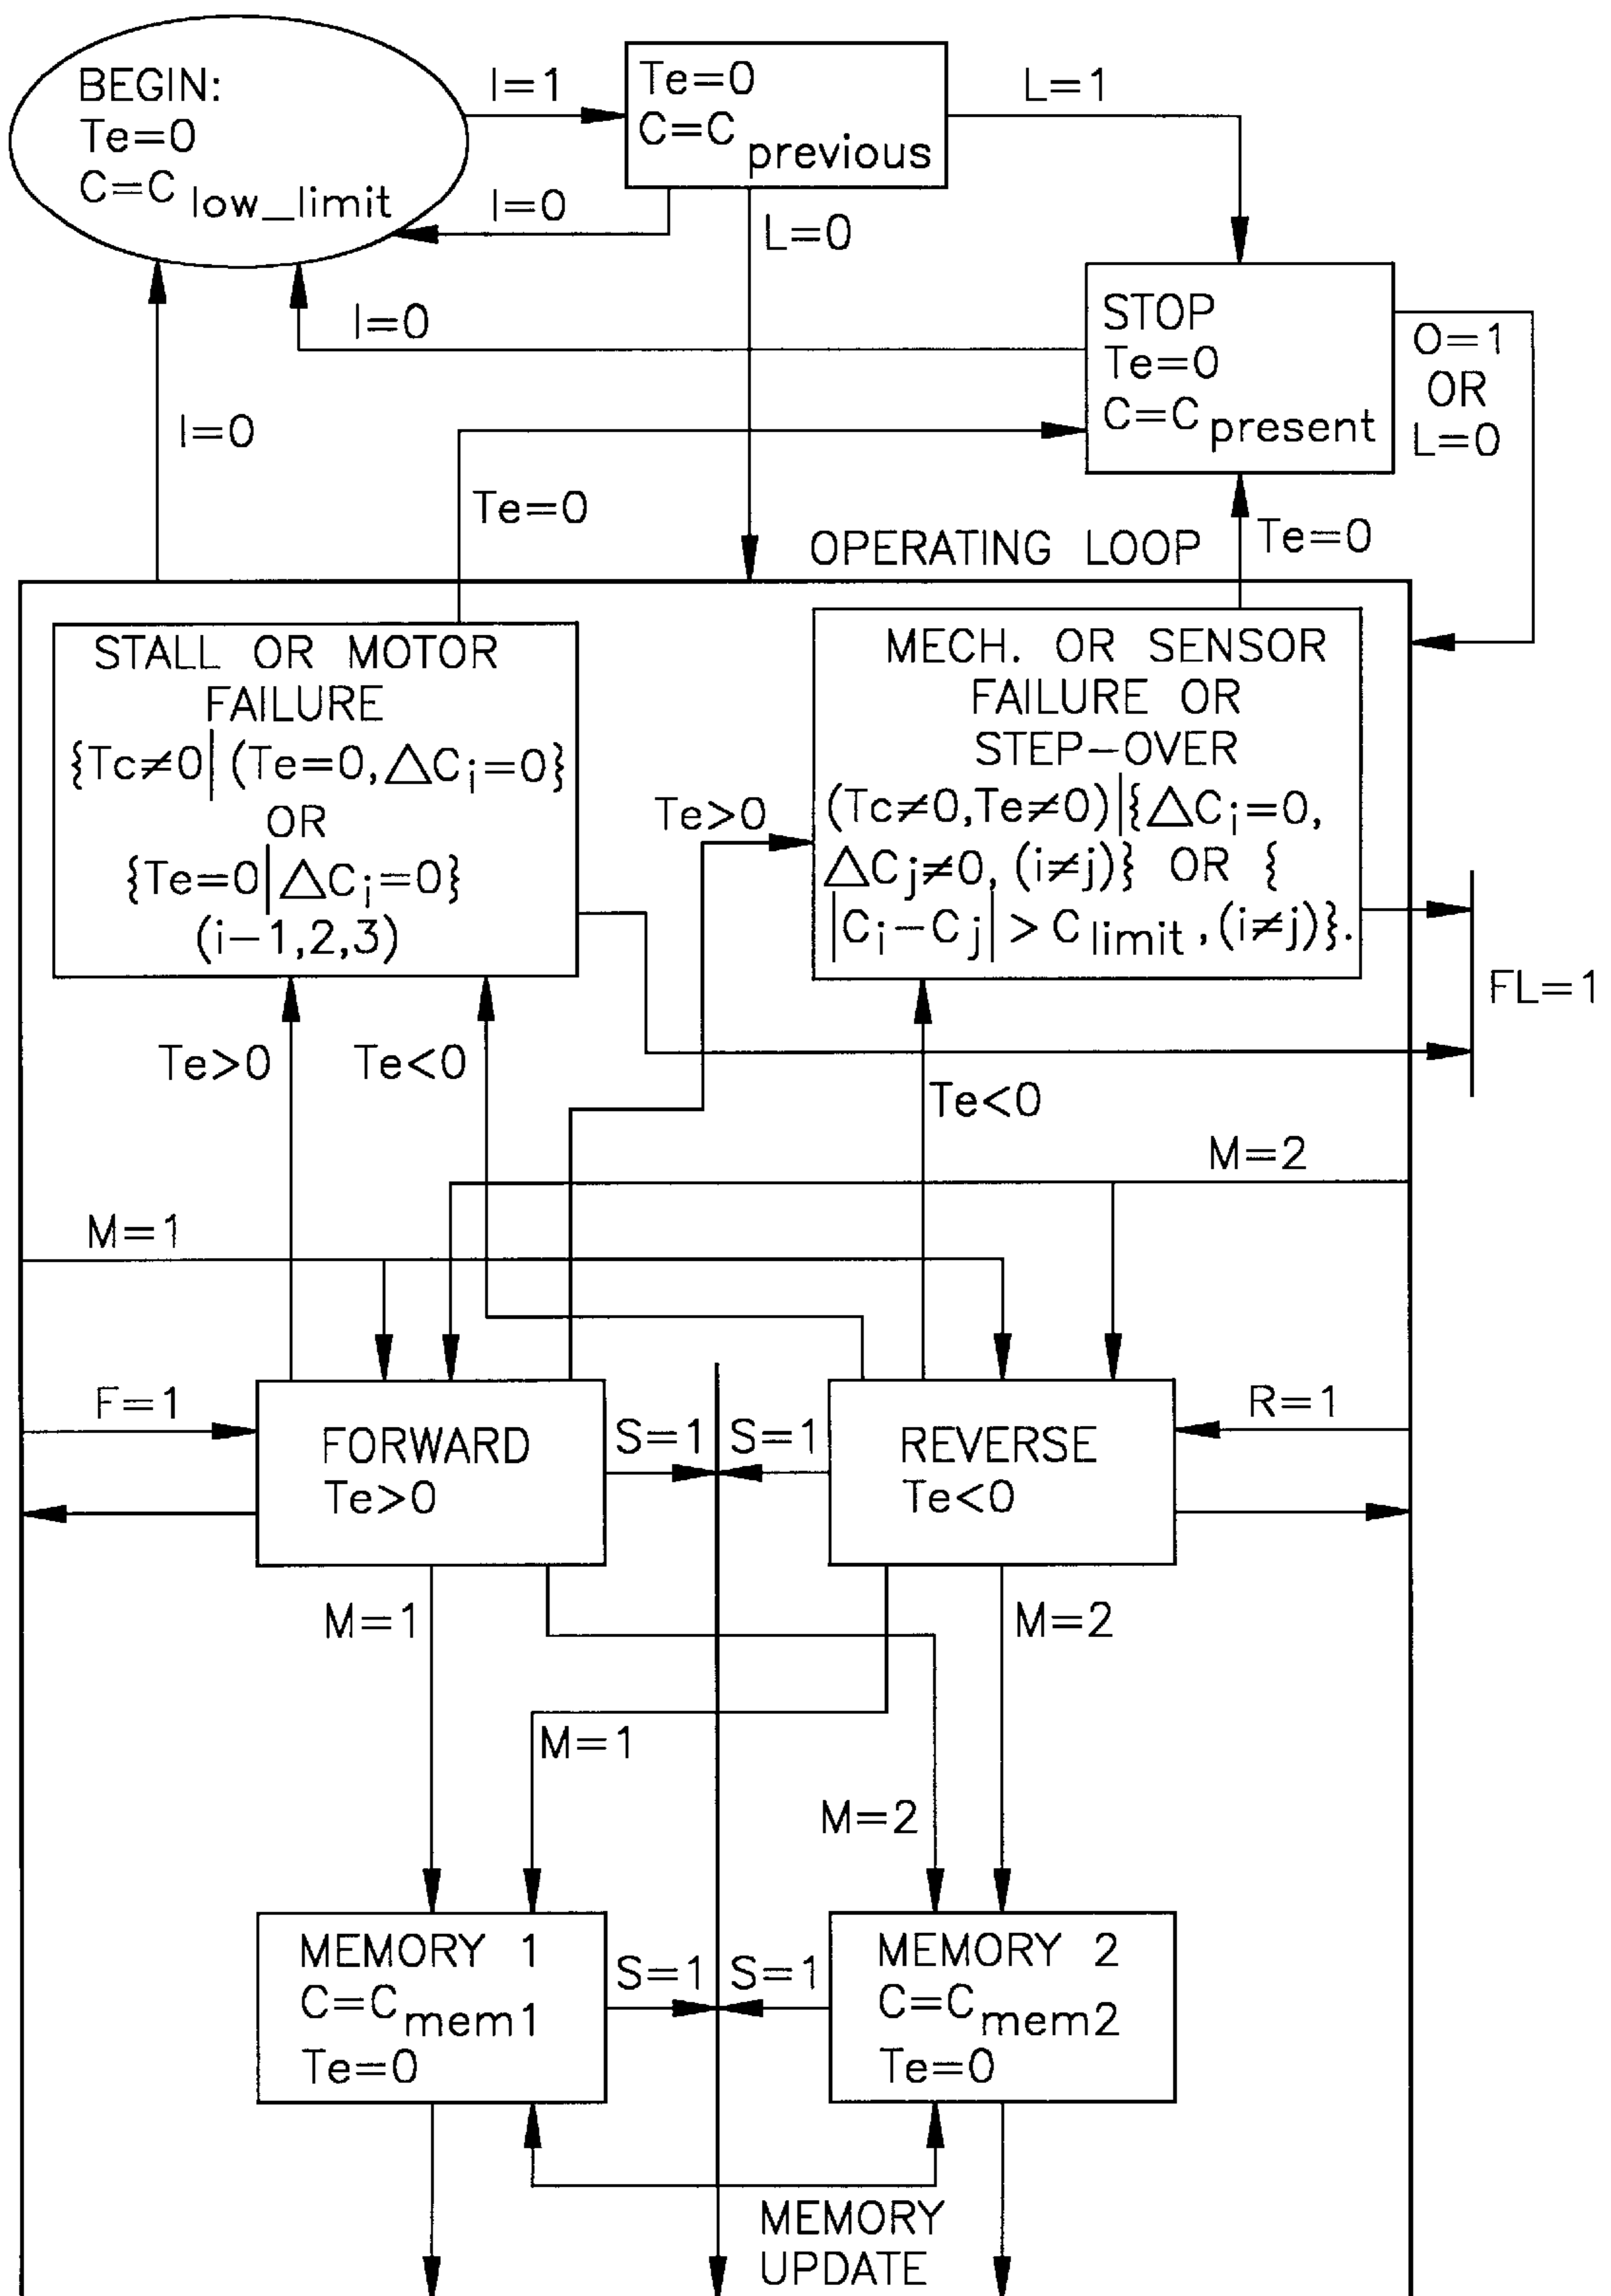 BEGIN:
Te=0
C=C low_limit
I=1
Te=0
C=C previous
L=1
I=0
L=0
I=0
STOP
Te=0
C=C present
O=1
OR
L=0
I=0
Te=0
Te=0
OPERATING LOOP
STALL OR MOTOR
FAILURE
{Tc≠0|(Te=0,△Ci=0}
OR
{Te=0|△Ci=0}
(i-1,2,3)
MECH. OR SENSOR
FAILURE OR
STEP-OVER
(Tc≠0,Te≠0)|{△Ci=0,
△Cj≠0, (i≠j)} OR {
|Ci-Cj|>C limit,(i≠j)}.
Te>0
FL=1
Te>0
Te<0
Te<0
M=2
M=1
F=1
FORWARD
Te>0
S=1
S=1
REVERSE
Te<0
R=1
M=1
M=2
M=1
M=2
MEMORY 1
C=Cmem1
Te=0
S=1
S=1
MEMORY 2
C=Cmem2
Te=0
MEMORY
UPDATE